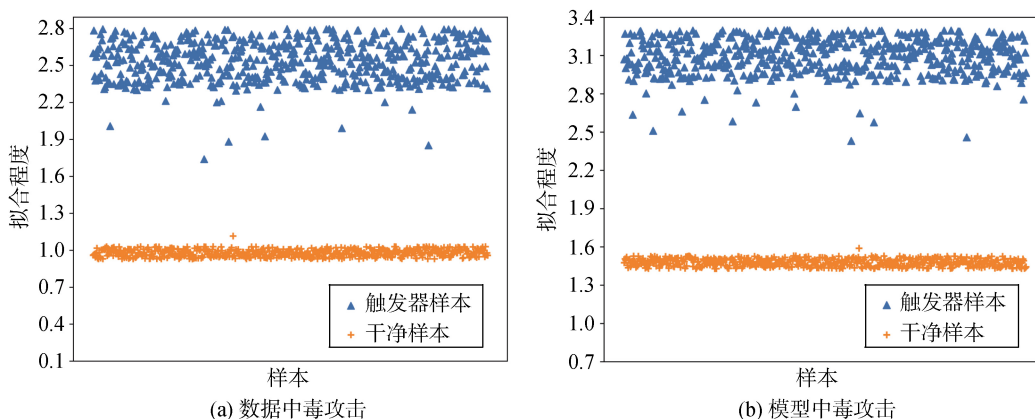 2.8
2.5
2.2
1.9
1.6
1.3
1.0
0.7
0.4
0.1
拟合程度
触发器样本
干净样本
样本
(a) 数据中毒攻击
3.4
3.1
2.8
2.5
2.2
1.9
1.6
1.3
1.0
0.7
拟合程度
触发器样本
干净样本
样本
(b) 模型中毒攻击